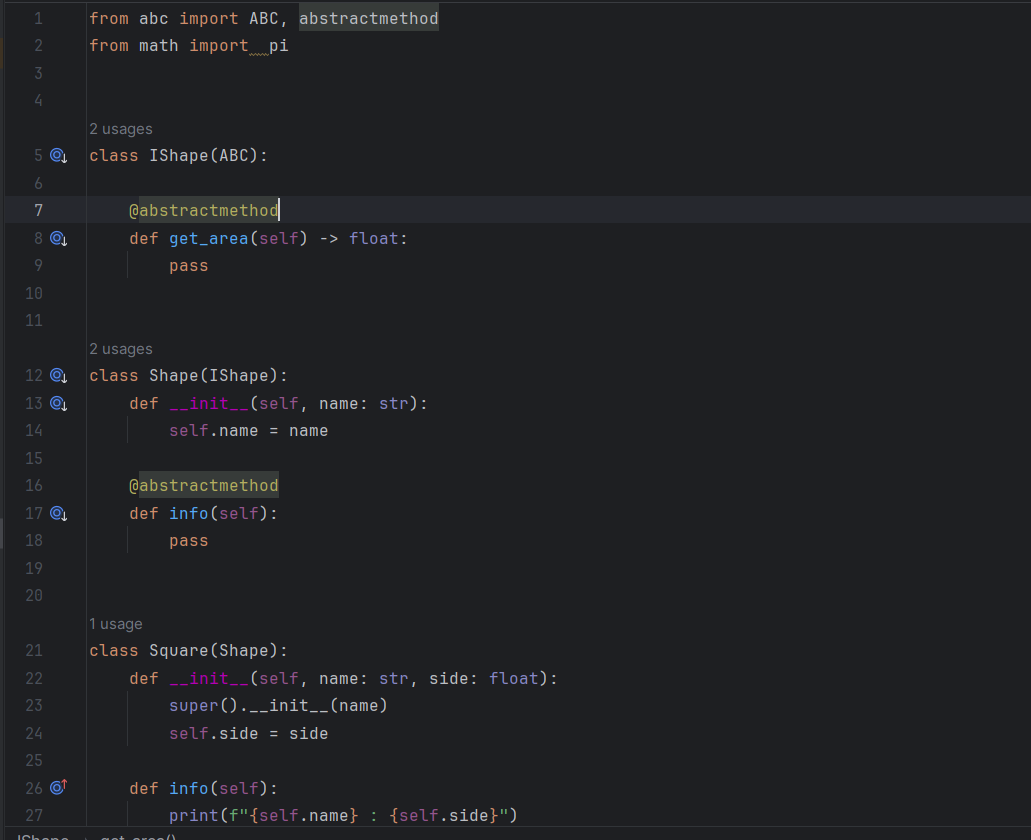 1 from abc import ABC, abstractmethod
2 from math import  pi
3
4
2 usages
5 class IShape(ABC):
6
7     @abstractmethod
8     def get_area(self) -> float:
9         pass
10
11
2 usages
12 class Shape(IShape):
13     def __init__(self, name: str):
14         self.name = name
15
16     @abstractmethod
17     def info(self):
18         pass
19
20
1 usage
21 class Square(Shape):
22     def __init__(self, name: str, side: float):
23         super().__init__(name)
24         self.side = side
25
26     def info(self):
27         print(f"{self.name} : {self.side}")
IShape > get_area()